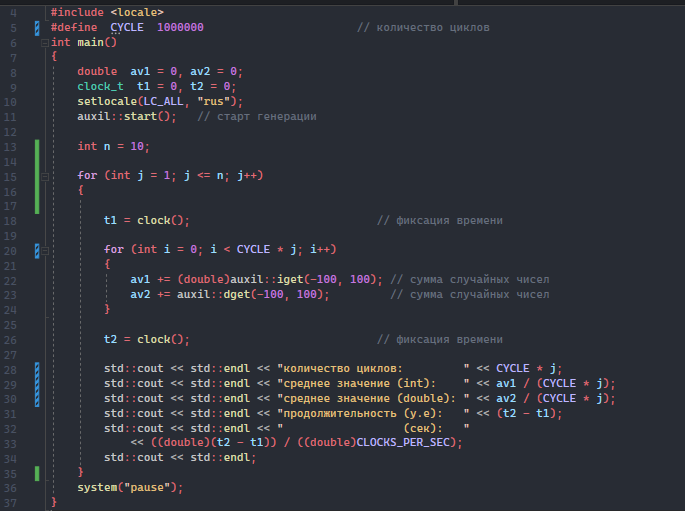 4 #include <locale>
5 #define  CYCLE  1000000                       // количество циклов
6 int main()
7 {
8     double  av1 = 0, av2 = 0;
9     clock_t  t1 = 0, t2 = 0;
10     setlocale(LC_ALL, "rus");
11     auxil::start();   // старт генерации
12
13     int n = 10;
14
15     for (int j = 1; j <= n; j++)
16     {
17
18         t1 = clock();                            // фиксация времени
19
20         for (int i = 0; i < CYCLE * j; i++)
21         {
22             av1 += (double)auxil::iget(-100, 100); // сумма случайных чисел
23             av2 += auxil::dget(-100, 100);         // сумма случайных чисел
24         }
25
26         t2 = clock();                            // фиксация времени
27
28         std::cout << std::endl << "количество циклов:         " << CYCLE * j;
29         std::cout << std::endl << "среднее значение (int):    " << av1 / (CYCLE * j);
30         std::cout << std::endl << "среднее значение (double): " << av2 / (CYCLE * j);
31         std::cout << std::endl << "продолжительность (у.е):   " << (t2 - t1);
32         std::cout << std::endl << "                  (сек):   "
33             << ((double)(t2 - t1)) / ((double)CLOCKS_PER_SEC);
34         std::cout << std::endl;
35     }
36     system("pause");
37 }